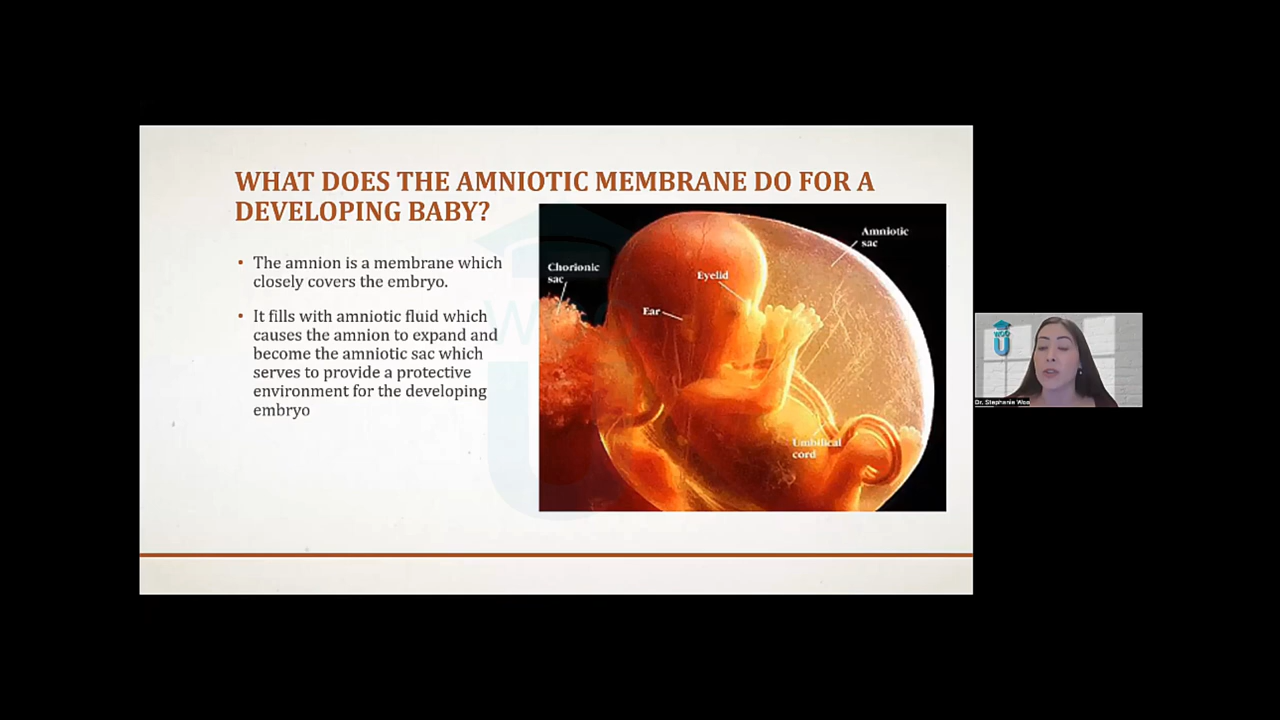 WHAT DOES THE AMNIOTIC MEMBRANE DO FOR A
DEVELOPING BABY?
• The amnion is a membrane which
closely covers the embryo.
• It fills with amniotic fluid which
causes the amnion to expand and
become the amniotic sac which
serves to provide a protective
environment for the developing
embryo
Chorionic
sac
Ear
Eyelid
Amniotic
sac
Umbilical
cord
WOO
U
Dr. Stephanie Woo